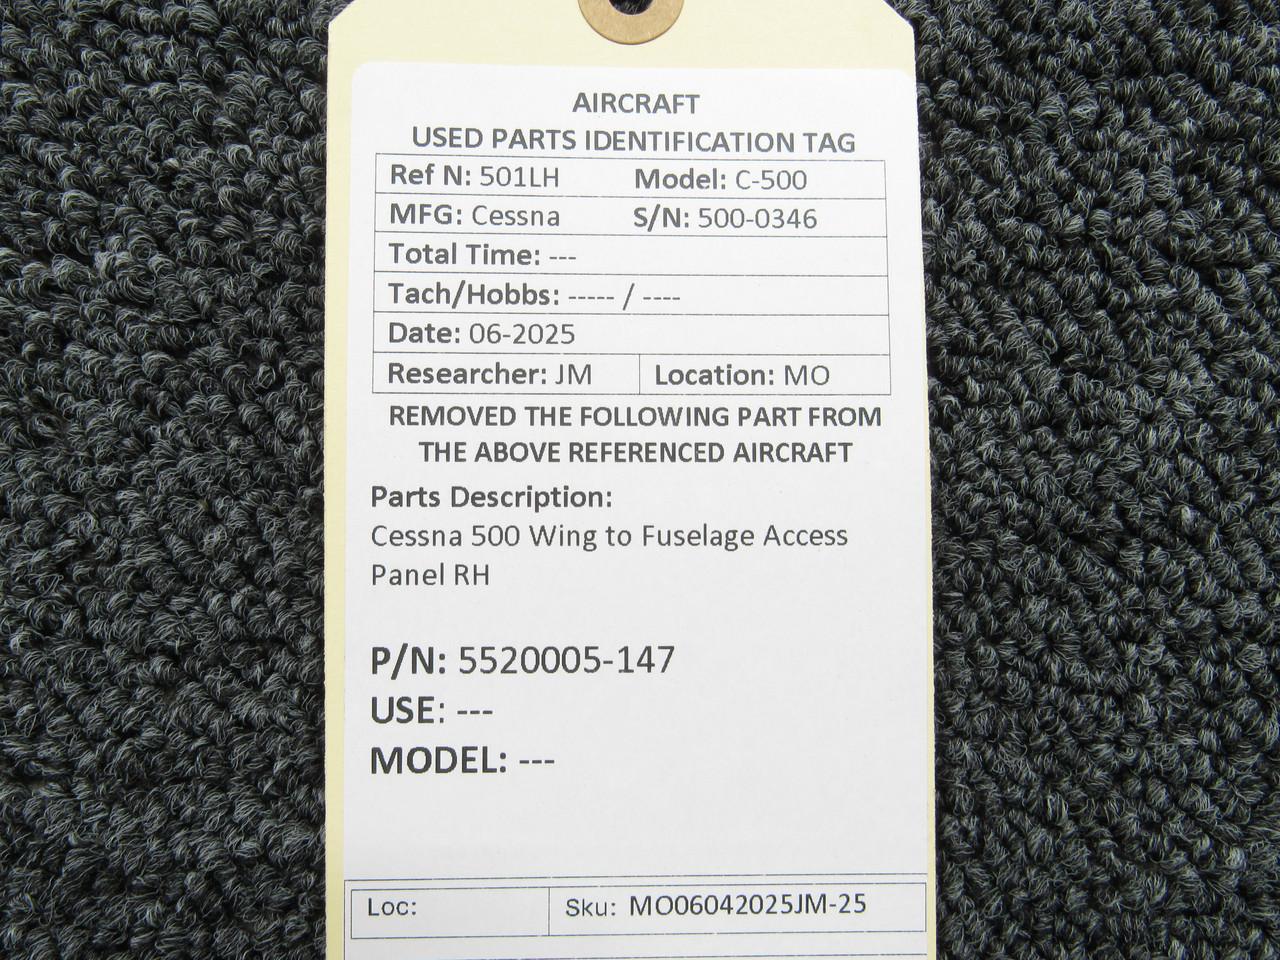 AIRCRAFT
USED PARTS IDENTIFICATION TAG
Ref N: 501LH Model: C-500
MFG: Cessna S/N: 500-0346
Total Time: ---
Tach/Hobbs: ----- / ----
Date: 06-2025
Researcher: JM Location: MO
REMOVED THE FOLLOWING PART FROM
THE ABOVE REFERENCED AIRCRAFT
Parts Description:
Cessna 500 Wing to Fuselage Access
Panel RH
P/N: 5520005-147
USE: ---
MODEL: ---
Loc: Sku: MO06042025JM-25